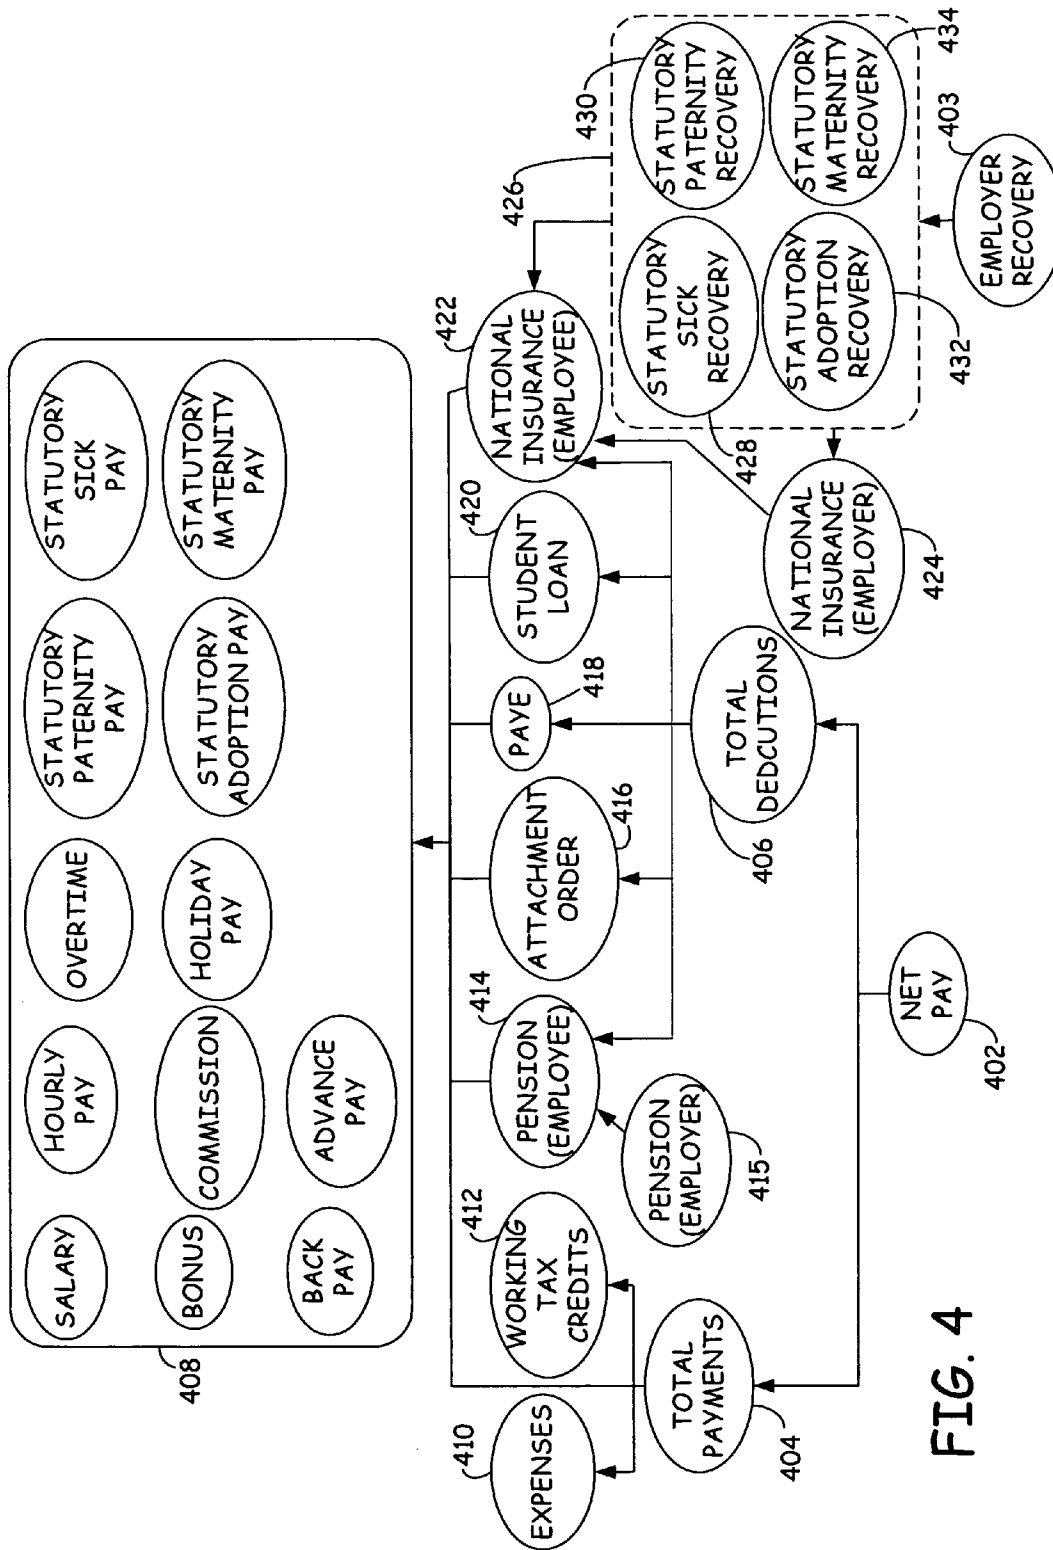 SALARY
HOURLY
PAY
OVERTIME
STATUTORY
PATERNITY
PAY
STATUTORY
SICK
PAY
BONUS
COMMISSION
HOLIDAY
PAY
STATUTORY
ADOPTION PAY
STATUTORY
MATERNITY
PAY
BACK
PAY
ADVANCE
PAY
408
410
EXPENSES
412
WORKING
TAX
CREDITS
414
PENSION
(EMPLOYEE)
ATTACHMENT
ORDER
416
PAYE
418
420
STUDENT
LOAN
422
NATIONAL
INSURANCE
(EMPLOYEE)
426
430
STATUTORY
SICK
RECOVERY
STATUTORY
PATERNITY
RECOVERY
428
STATUTORY
ADOPTION
RECOVERY
STATUTORY
MATERNITY
RECOVERY
432
434
PENSION
(EMPLOYER)
415
TOTAL
PAYMENTS
404
406
TOTAL
DEDCUTIONS
NATIONAL
INSURANCE
(EMPLOYER)
424
403
EMPLOYER
RECOVERY
NET
PAY
402
FIG. 4